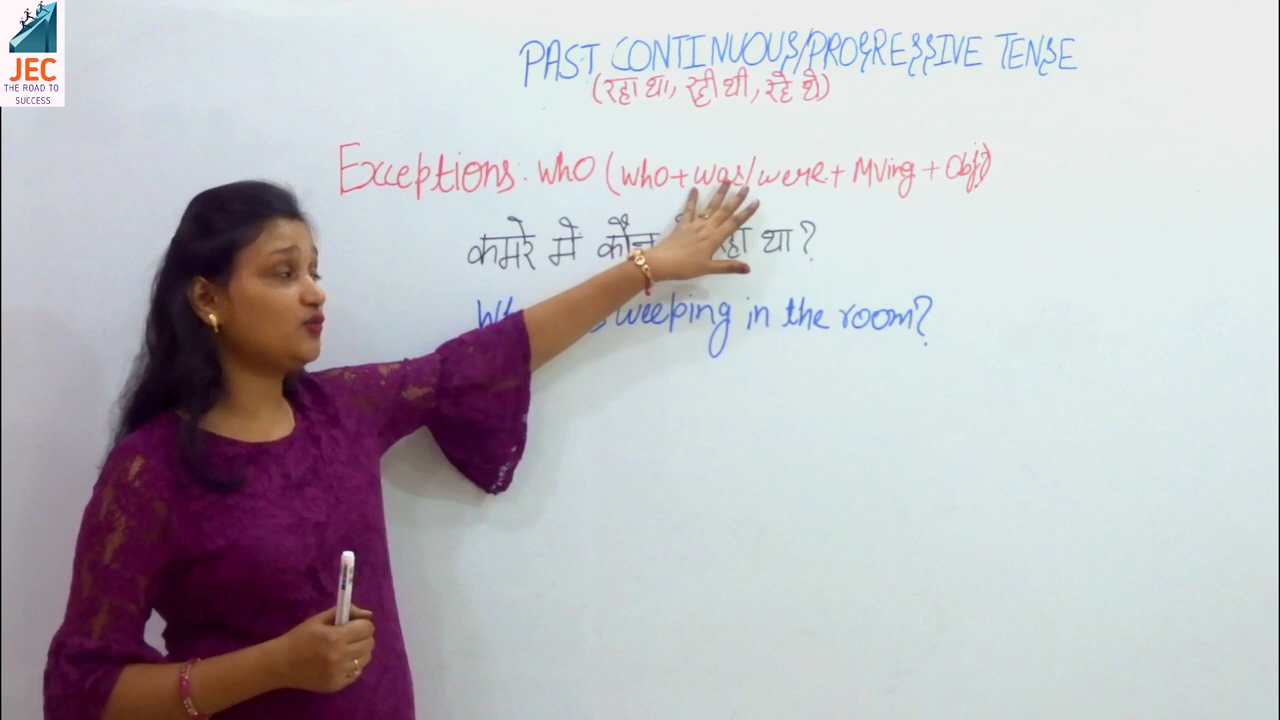 JEC
THE ROAD TO
SUCCESS
PAST CONTINUOUS/PROGRESSIVE TENSE
(रहा था, रही थी, रहे थे)
Exceptions: who (who+was/were + MVing + Obj)
कमरे में कौन रहा था?
weeping in the room?